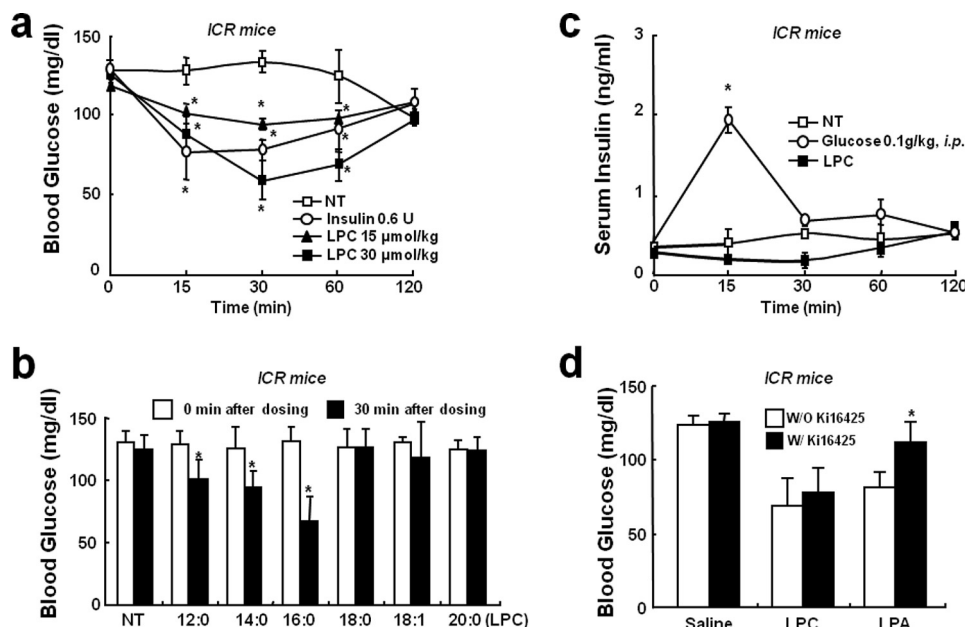 a
ICR mice
Blood Glucose (mg/dl)
150
100
50
0
*
*
*
*
*
*
*
*
*
NT
Insulin 0.6 U
LPC 15 µmol/kg
LPC 30 µmol/kg
0 15 30 60 120
Time (min)
c
ICR mice
Serum Insulin (ng/ml)
3
2
1
0
*
NT
Glucose 0.1g/kg, i.p.
LPC
0 15 30 60 120
Time (min)
b
ICR mice
Blood Glucose (mg/dl)
0 min after dosing
30 min after dosing
150
100
50
0
*
*
*
NT 12:0 14:0 16:0 18:0 18:1 20:0 (LPC)
d
ICR mice
Blood Glucose (mg/dl)
150
100
50
0
W/O Ki16425
W/ Ki16425
*
Saline LPC LPA